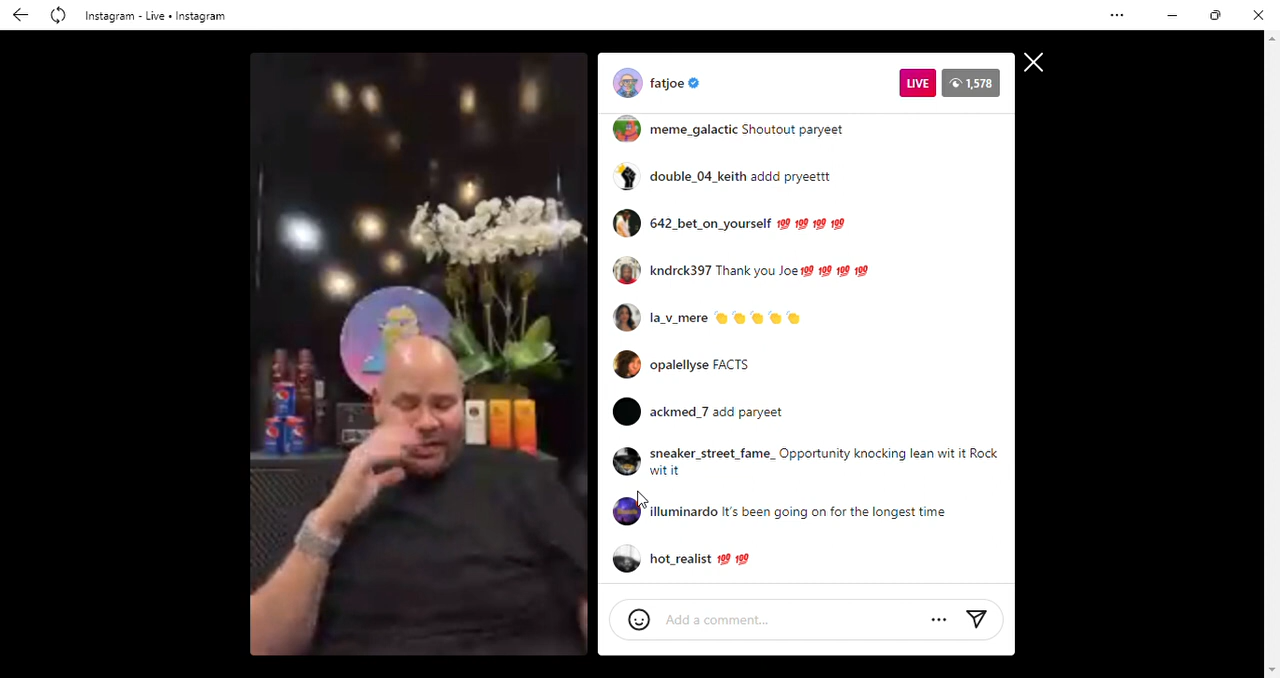 Instagram - Live • Instagram
fatjoe
LIVE
1,578
meme_galactic Shoutout paryeet
double_04_keith addd pryeettt
642_bet_on_yourself 💯 💯 💯 💯
kndrck397 Thank you Joe💯 💯 💯 💯
la_v_mere 👏 👏 👏 👏 👏
opalellyse FACTS
ackmed_7 add paryeet
sneaker_street_fame_ Opportunity knocking lean wit it Rock
wit it
illuminardo It's been going on for the longest time
hot_realist 💯 💯
Add a comment...